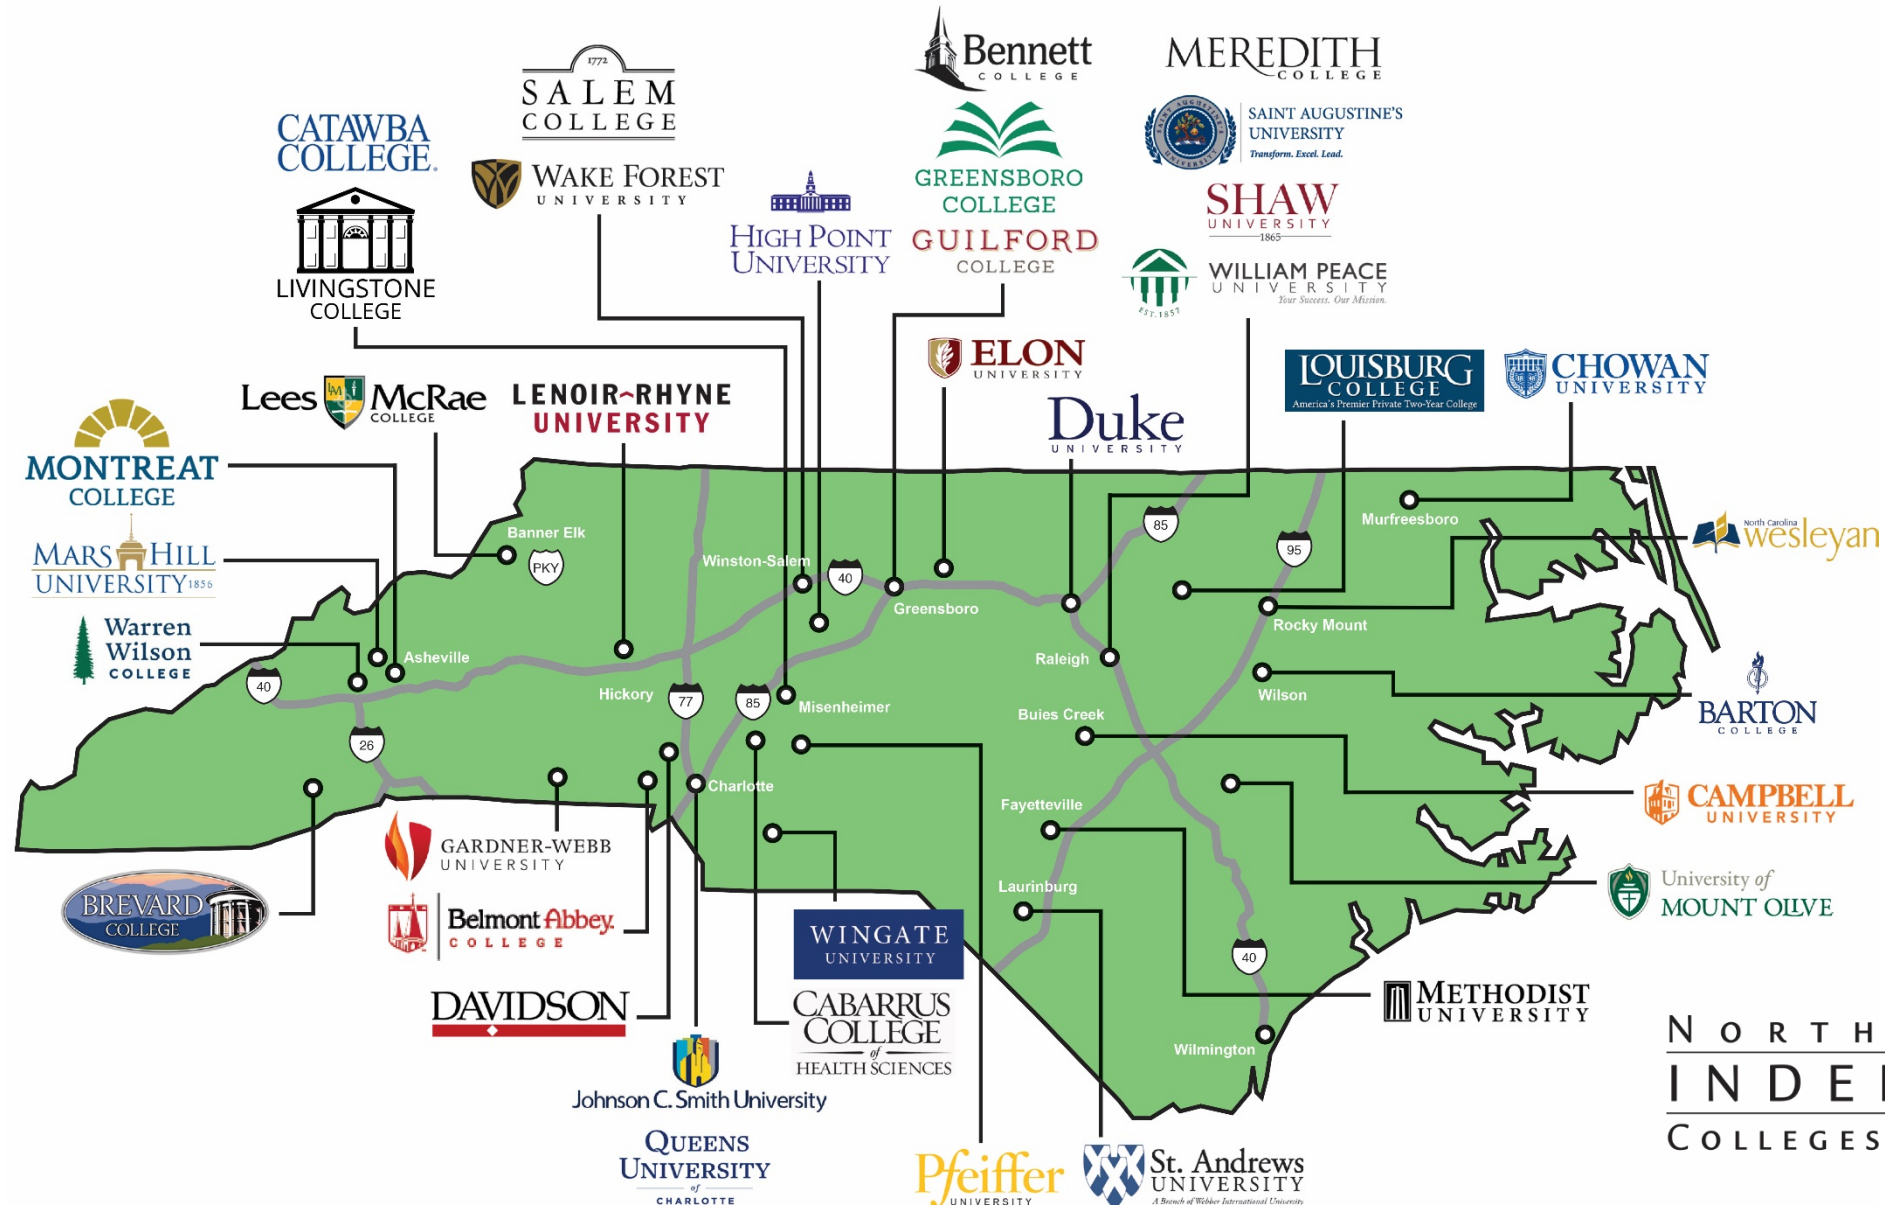 1772
SALEM
COLLEGE
WAKE FOREST
UNIVERSITY
CATAWBA
COLLEGE
LIVINGSTONE
COLLEGE
HIGH POINT
UNIVERSITY
Bennett
COLLEGE
GREENSBORO
COLLEGE
GUILFORD
COLLEGE
MEREDITH
COLLEGE
SAINT AUGUSTINE'S
UNIVERSITY
Transform. Excel. Lead.
SHAW
UNIVERSITY
1865
WILLIAM PEACE
UNIVERSITY
Your Success. Our Mission.
EST.1857
ELON
UNIVERSITY
Duke
UNIVERSITY
LOUISBURG
COLLEGE
America's Premier Private Two-Year College
CHOWAN
UNIVERSITY
Lees LM McRae
COLLEGE
LENOIR-RHYNE
UNIVERSITY
MONTREAT
COLLEGE
MARS HILL
UNIVERSITY 1856
Warren
Wilson
COLLEGE
Banner Elk
PKY
Winston-Salem
40
Greensboro
85
95
Murfreesboro
North Carolina
wesleyan
Rocky Mount
Asheville
40
26
Hickory
77
85
Misenheimer
Raleigh
Wilson
Buies Creek
BARTON
COLLEGE
Charlotte
Fayetteville
CAMPBELL
UNIVERSITY
Laurinburg
University of
MOUNT OLIVE
40
Wilmington
BREVARD
COLLEGE
GARDNER-WEBB
UNIVERSITY
Belmont Abbey
COLLEGE
DAVIDSON
WINGATE
UNIVERSITY
CABARRUS
COLLEGE
of
HEALTH SCIENCES
METHODIST
UNIVERSITY
Johnson C. Smith University
QUEENS
UNIVERSITY
of
CHARLOTTE
Pfeiffer
UNIVERSITY
St. Andrews
UNIVERSITY
A Branch of Webber International University
NORTH
INDE
COLLEGES